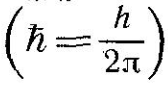 (ħ = h/2π)